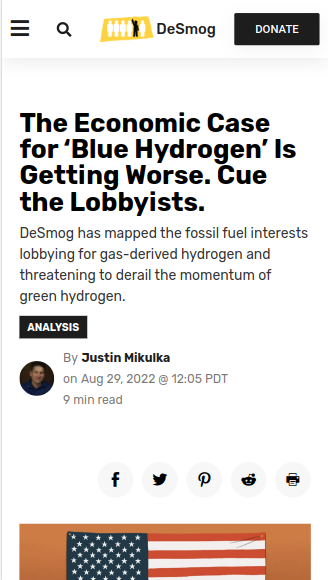 DeSmog
DONATE
The Economic Case
for ‘Blue Hydrogen’ Is
Getting Worse. Cue
the Lobbyists.
DeSmog has mapped the fossil fuel interests
lobbying for gas-derived hydrogen and
threatening to derail the momentum of
green hydrogen.
ANALYSIS
By Justin Mikulka
on Aug 29, 2022 @ 12:05 PDT
9 min read